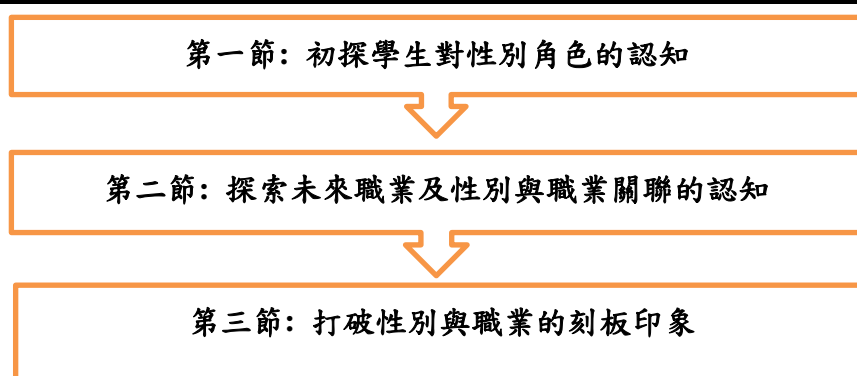 第一節: 初探學生對性別角色的認知
第二節: 探索未來職業及性別與職業關聯的認知
第三節: 打破性別與職業的刻板印象